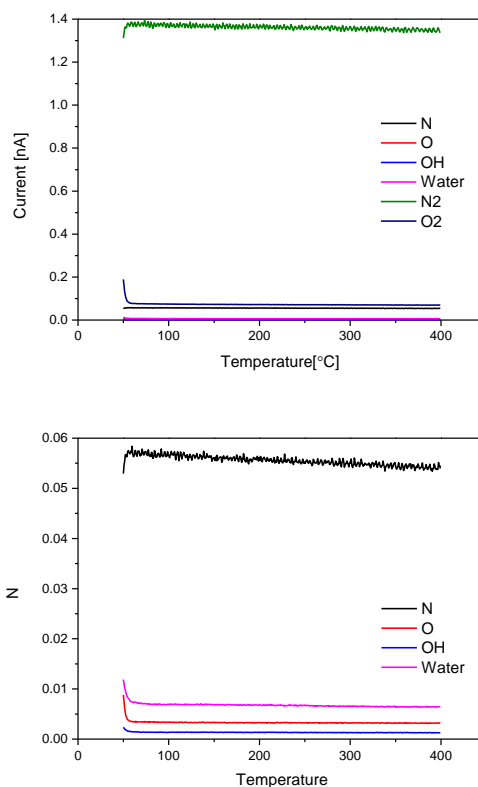 1.4
1.2
1.0
0.8
0.6
0.4
0.2
0.0
Current [nA]
N
O
OH
Water
N2
O2
0 100 200 300 400
Temperature[°C]
0.06
0.05
0.04
0.03
0.02
0.01
0.00
N
N
O
OH
Water
0 100 200 300 400
Temperature